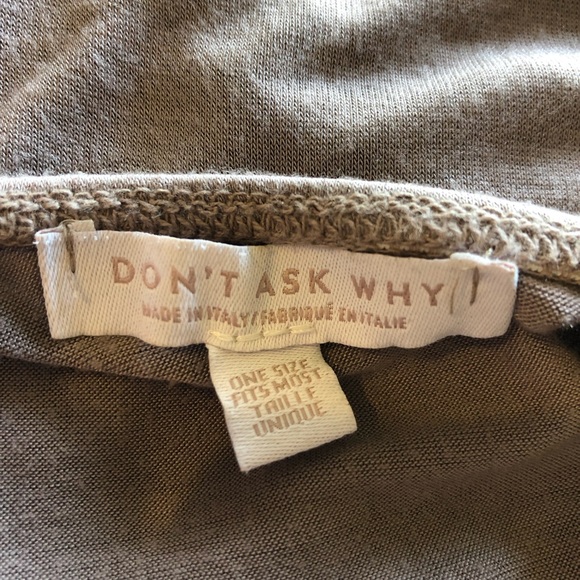 DON'T ASK WHY
MADE IN ITALY/FABRIQUÉ EN ITALIE
ONE SIZE
FITS MOST
TAILLE
UNIQUE